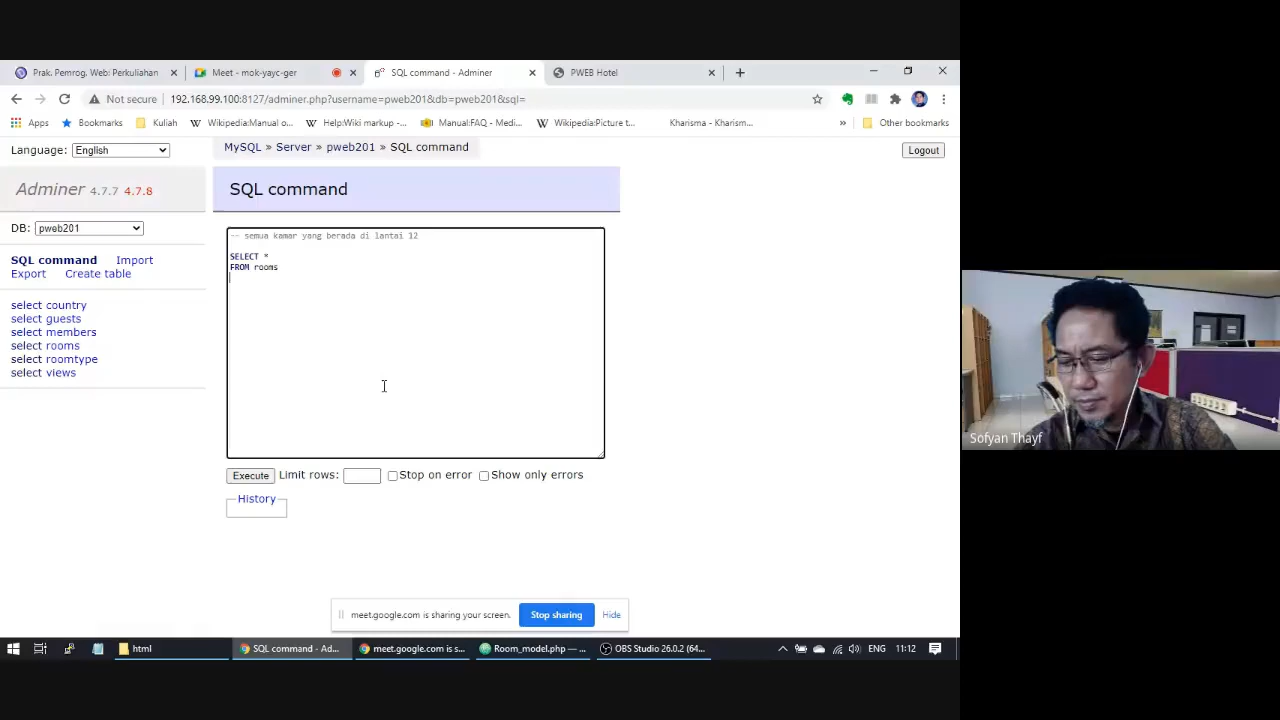 Prak. Pemrog. Web: Perkuliahan
Meet - mok-yayc-ger
SQL command - Adminer
PWEB Hotel
Not secure
192.168.99.100:8127/adminer.php?username=pweb201&db=pweb201&sql=
Apps
Bookmarks
Kuliah
Wikipedia:Manual o...
Help:Wiki markup -...
Manual:FAQ - Medi...
Wikipedia:Picture t...
Kharisma - Kharism...
»
Other bookmarks
Language: English
MySQL » Server » pweb201 » SQL command
Logout
Adminer 4.7.7 4.7.8
SQL command
DB: pweb201
SQL command Import
Export Create table
select country
select guests
select members
select rooms
select roomtype
select views
-- semua kamar yang berada di lantai 12
SELECT *
FROM rooms
Execute Limit rows: Stop on error Show only errors
History
meet.google.com is sharing your screen. Stop sharing Hide
Sofyan Thayf
html
SQL command - Ad...
meet.google.com is s...
Room_model.php — ...
OBS Studio 26.0.2 (64...
ENG
11:12